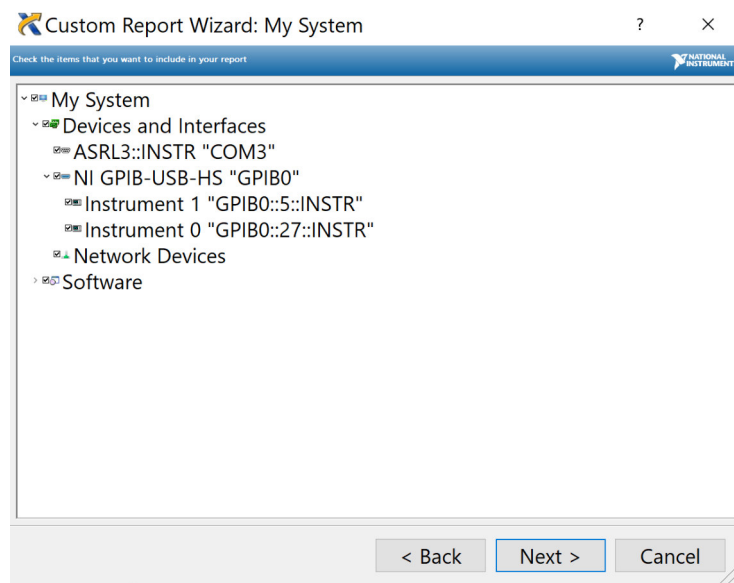 Custom Report Wizard: My System
?
Check the items that you want to include in your report
NATIONAL
INSTRUMENTS
My System
Devices and Interfaces
ASRL3::INSTR "COM3"
NI GPIB-USB-HS "GPIB0"
Instrument 1 "GPIB0::5::INSTR"
Instrument 0 "GPIB0::27::INSTR"
Network Devices
Software
< Back
Next >
Cancel